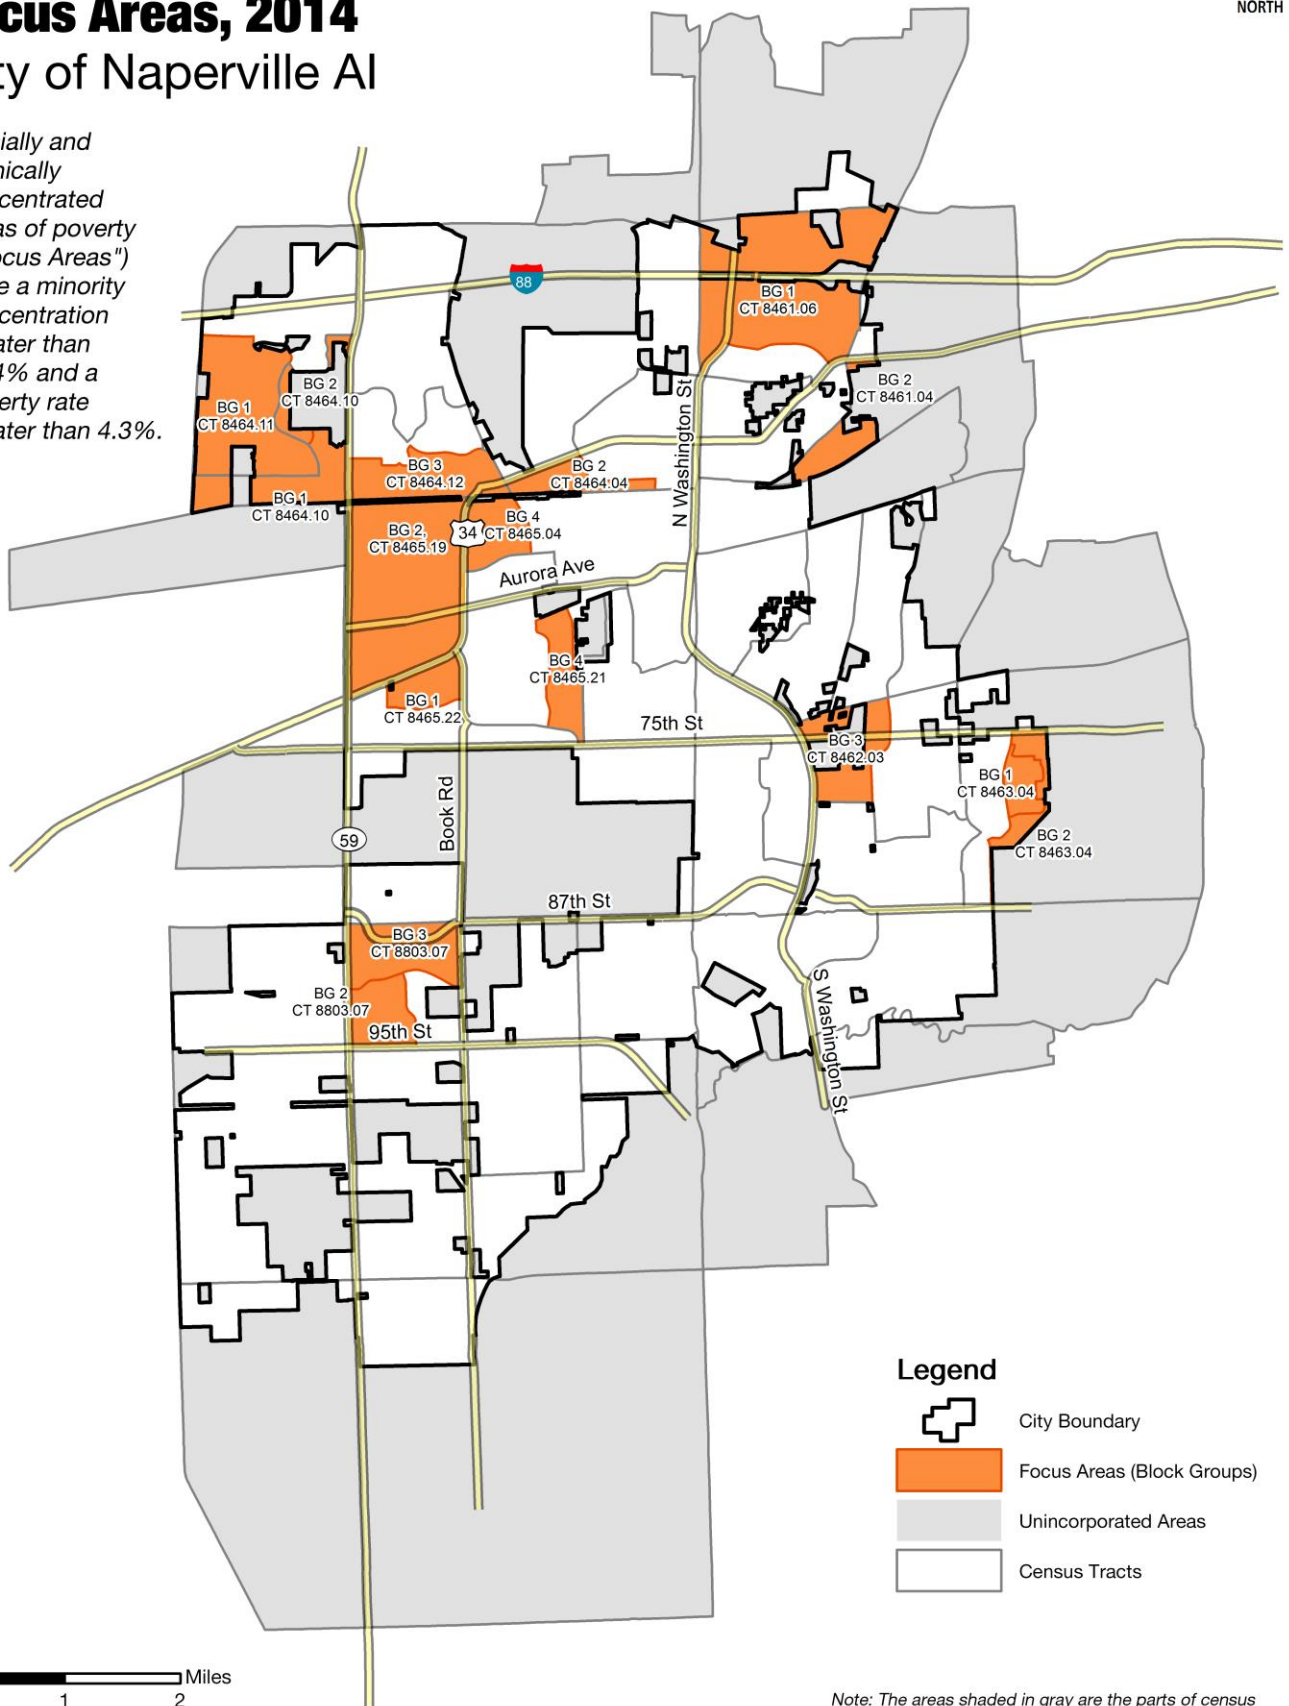 cus Areas, 2014
ty of Naperville AI
NORTH
ially and
nically
centrated
as of poverty
ocus Areas")
e a minority
centration
ater than
4% and a
erty rate
ater than 4.3%.
88
BG 1
CT 8461.06
BG 2
CT 8461.04
BG 2
CT 8464.10
BG 1
CT 8464.11
N Washington St
BG 3
CT 8464.12
BG 2
CT 8464.04
BG 1
CT 8464.10
BG 2,
CT 8465.19
34
BG 4
CT 8465.04
Aurora Ave
BG 4
CT 8465.21
BG 1
CT 8465.22
75th St
BG 3
CT 8462.03
BG 1
CT 8463.04
BG 2
CT 8463.04
Book Rd
59
87th St
BG 3
CT 8803.07
BG 2
CT 8803.07
95th St
S Washington St
Legend
City Boundary
Focus Areas (Block Groups)
Unincorporated Areas
Census Tracts
Miles
1 2
Note: The areas shaded in gray are the parts of census